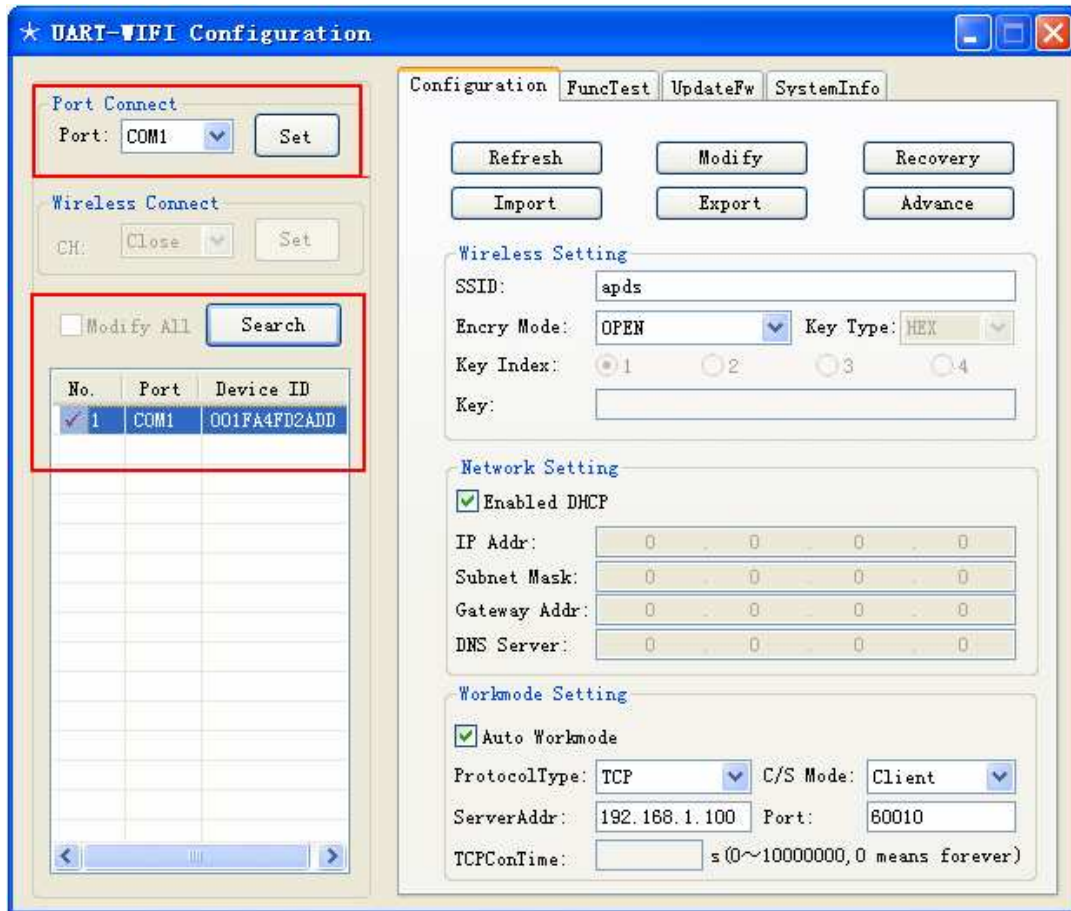 UART-WIFI Configuration
Port Connect
Port: COM1 Set
Wireless Connect
CH: Close Set
Modify All Search
No. Port Device ID
1 COM1 001FA4FD2ADD
Configuration FuncTest UpdateFw SystemInfo
Refresh Modify Recovery
Import Export Advance
Wireless Setting
SSID: apds
Encry Mode: OPEN Key Type: HEX
Key Index: 1 2 3 4
Key:
Network Setting
Enabled DHCP
IP Addr: 0 . 0 . 0 . 0
Subnet Mask: 0 . 0 . 0 . 0
Gateway Addr: 0 . 0 . 0 . 0
DNS Server: 0 . 0 . 0 . 0
Workmode Setting
Auto Workmode
ProtocolType: TCP C/S Mode: Client
ServerAddr: 192.168.1.100 Port: 60010
TCPConTime: s(0~10000000,0 means forever)